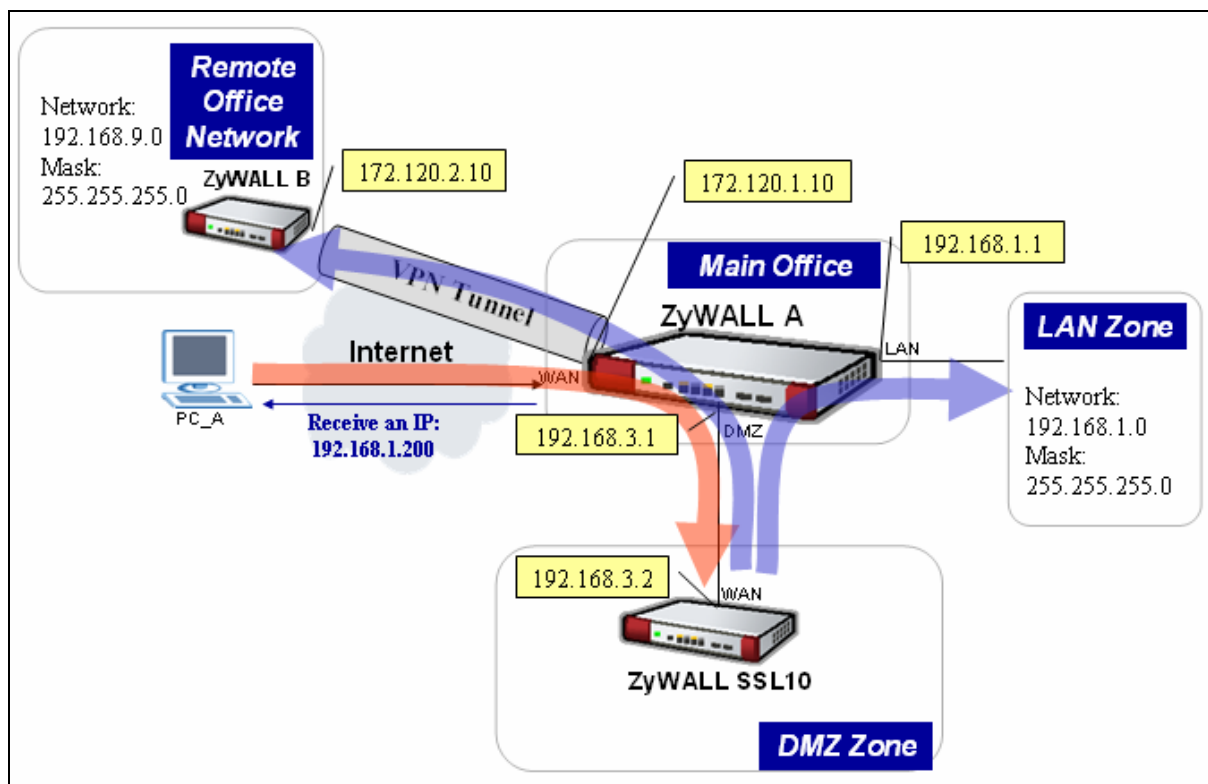 Remote
Office
Network
Network:
192.168.9.0
Mask:
255.255.255.0
ZyWALL B
172.120.2.10
172.120.1.10
192.168.1.1
Main Office
ZyWALL A
VPN Tunnel
LAN
LAN Zone
Network:
192.168.1.0
Mask:
255.255.255.0
Internet
WAN
PC_A
Receive an IP:
192.168.1.200
192.168.3.1
DMZ
192.168.3.2
WAN
ZyWALL SSL10
DMZ Zone